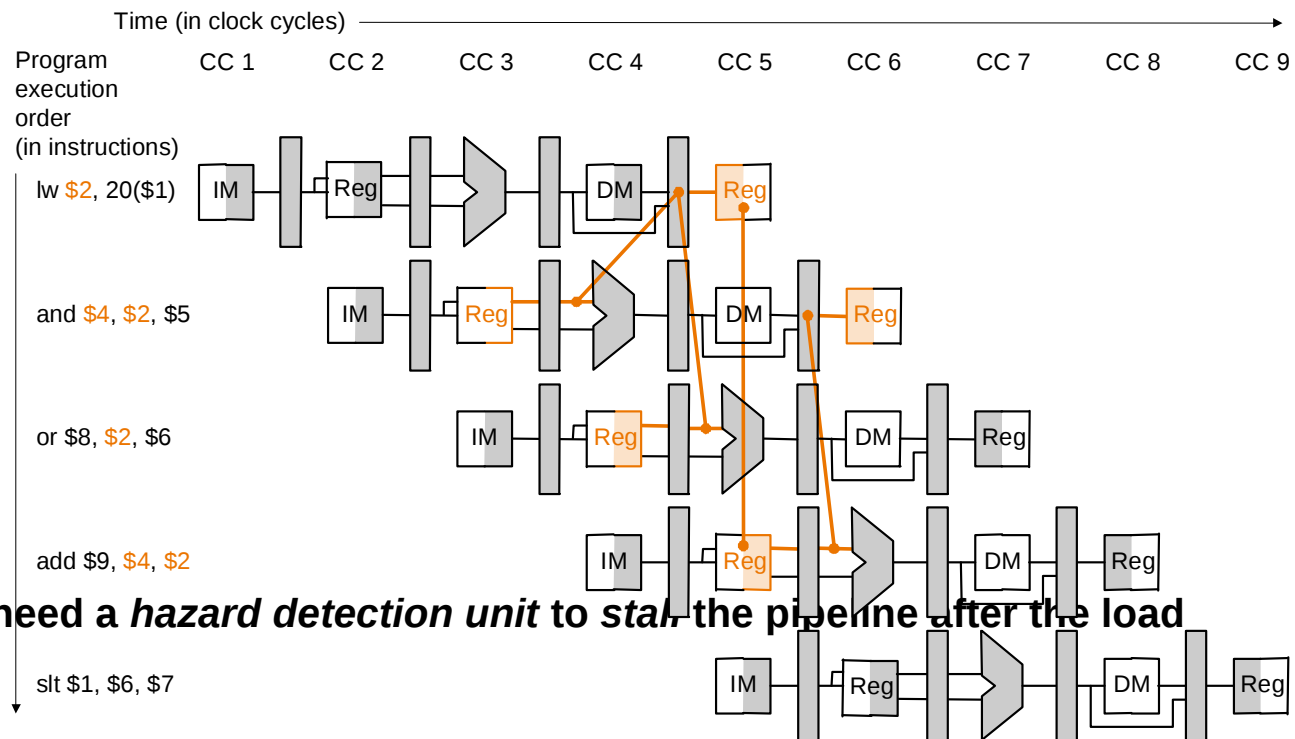 Time (in clock cycles)
Program
execution
order
(in instructions)
CC 1 CC 2 CC 3 CC 4 CC 5 CC 6 CC 7 CC 8 CC 9
lw $2, 20($1) IM Reg DM Reg
and $4, $2, $5 IM Reg DM Reg
or $8, $2, $6 IM Reg DM Reg
add $9, $4, $2 IM Reg DM Reg
need a hazard detection unit to stall the pipeline after the load
slt $1, $6, $7 IM Reg DM Reg